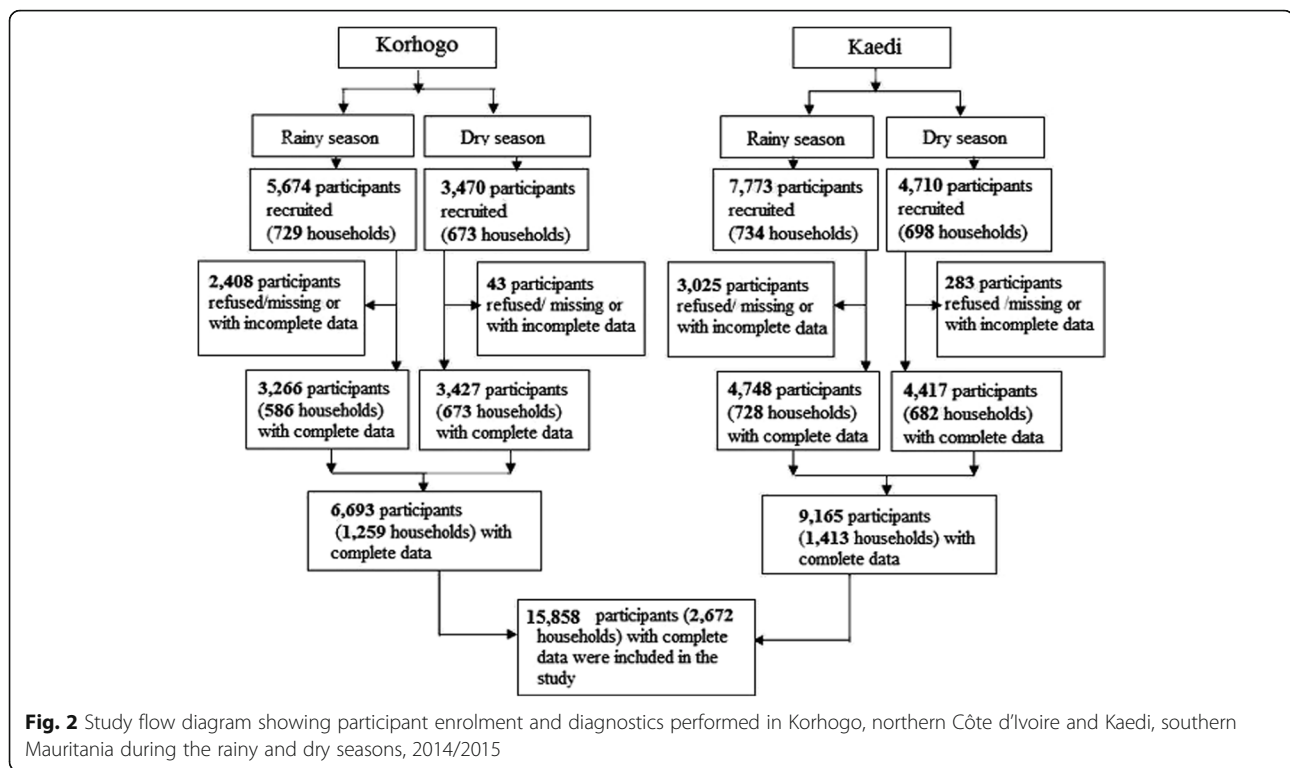 Korhogo
Kaedi
Rainy season
Dry season
Rainy season
Dry season
5,674 participants
recruited
(729 households)
3,470 participants
recruited
(673 households)
7,773 participants
recruited
(734 households)
4,710 participants
recruited
(698 households)
2,408 participants
refused/missing or
with incomplete data
43 participants
refused/ missing or
with incomplete data
3,025 participants
refused/ missing or
with incomplete data
283 participants
refused /missing or
with incomplete data
3,266 participants
(586 households)
with complete data
3,427 participants
(673 households)
with complete data
4,748 participants
(728 households)
with complete data
4,417 participants
(682 households)
with complete data
6,693 participants
(1,259 households) with
complete data
9,165 participants
(1,413 households) with
complete data
15,858 participants (2,672
households) with complete
data were included in the
study
Fig. 2 Study flow diagram showing participant enrolment and diagnostics performed in Korhogo, northern Côte d'Ivoire and Kaedi, southern
Mauritania during the rainy and dry seasons, 2014/2015